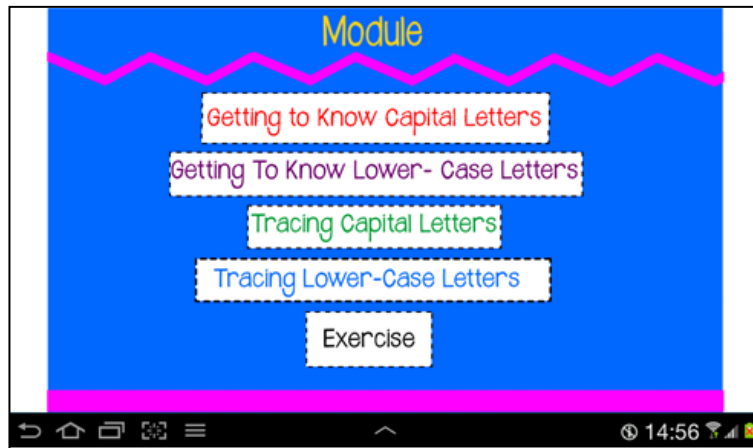 Module
Getting to Know Capital Letters
Getting To Know Lower- Case Letters
Tracing Capital Letters
Tracing Lower-Case Letters
Exercise
14:56